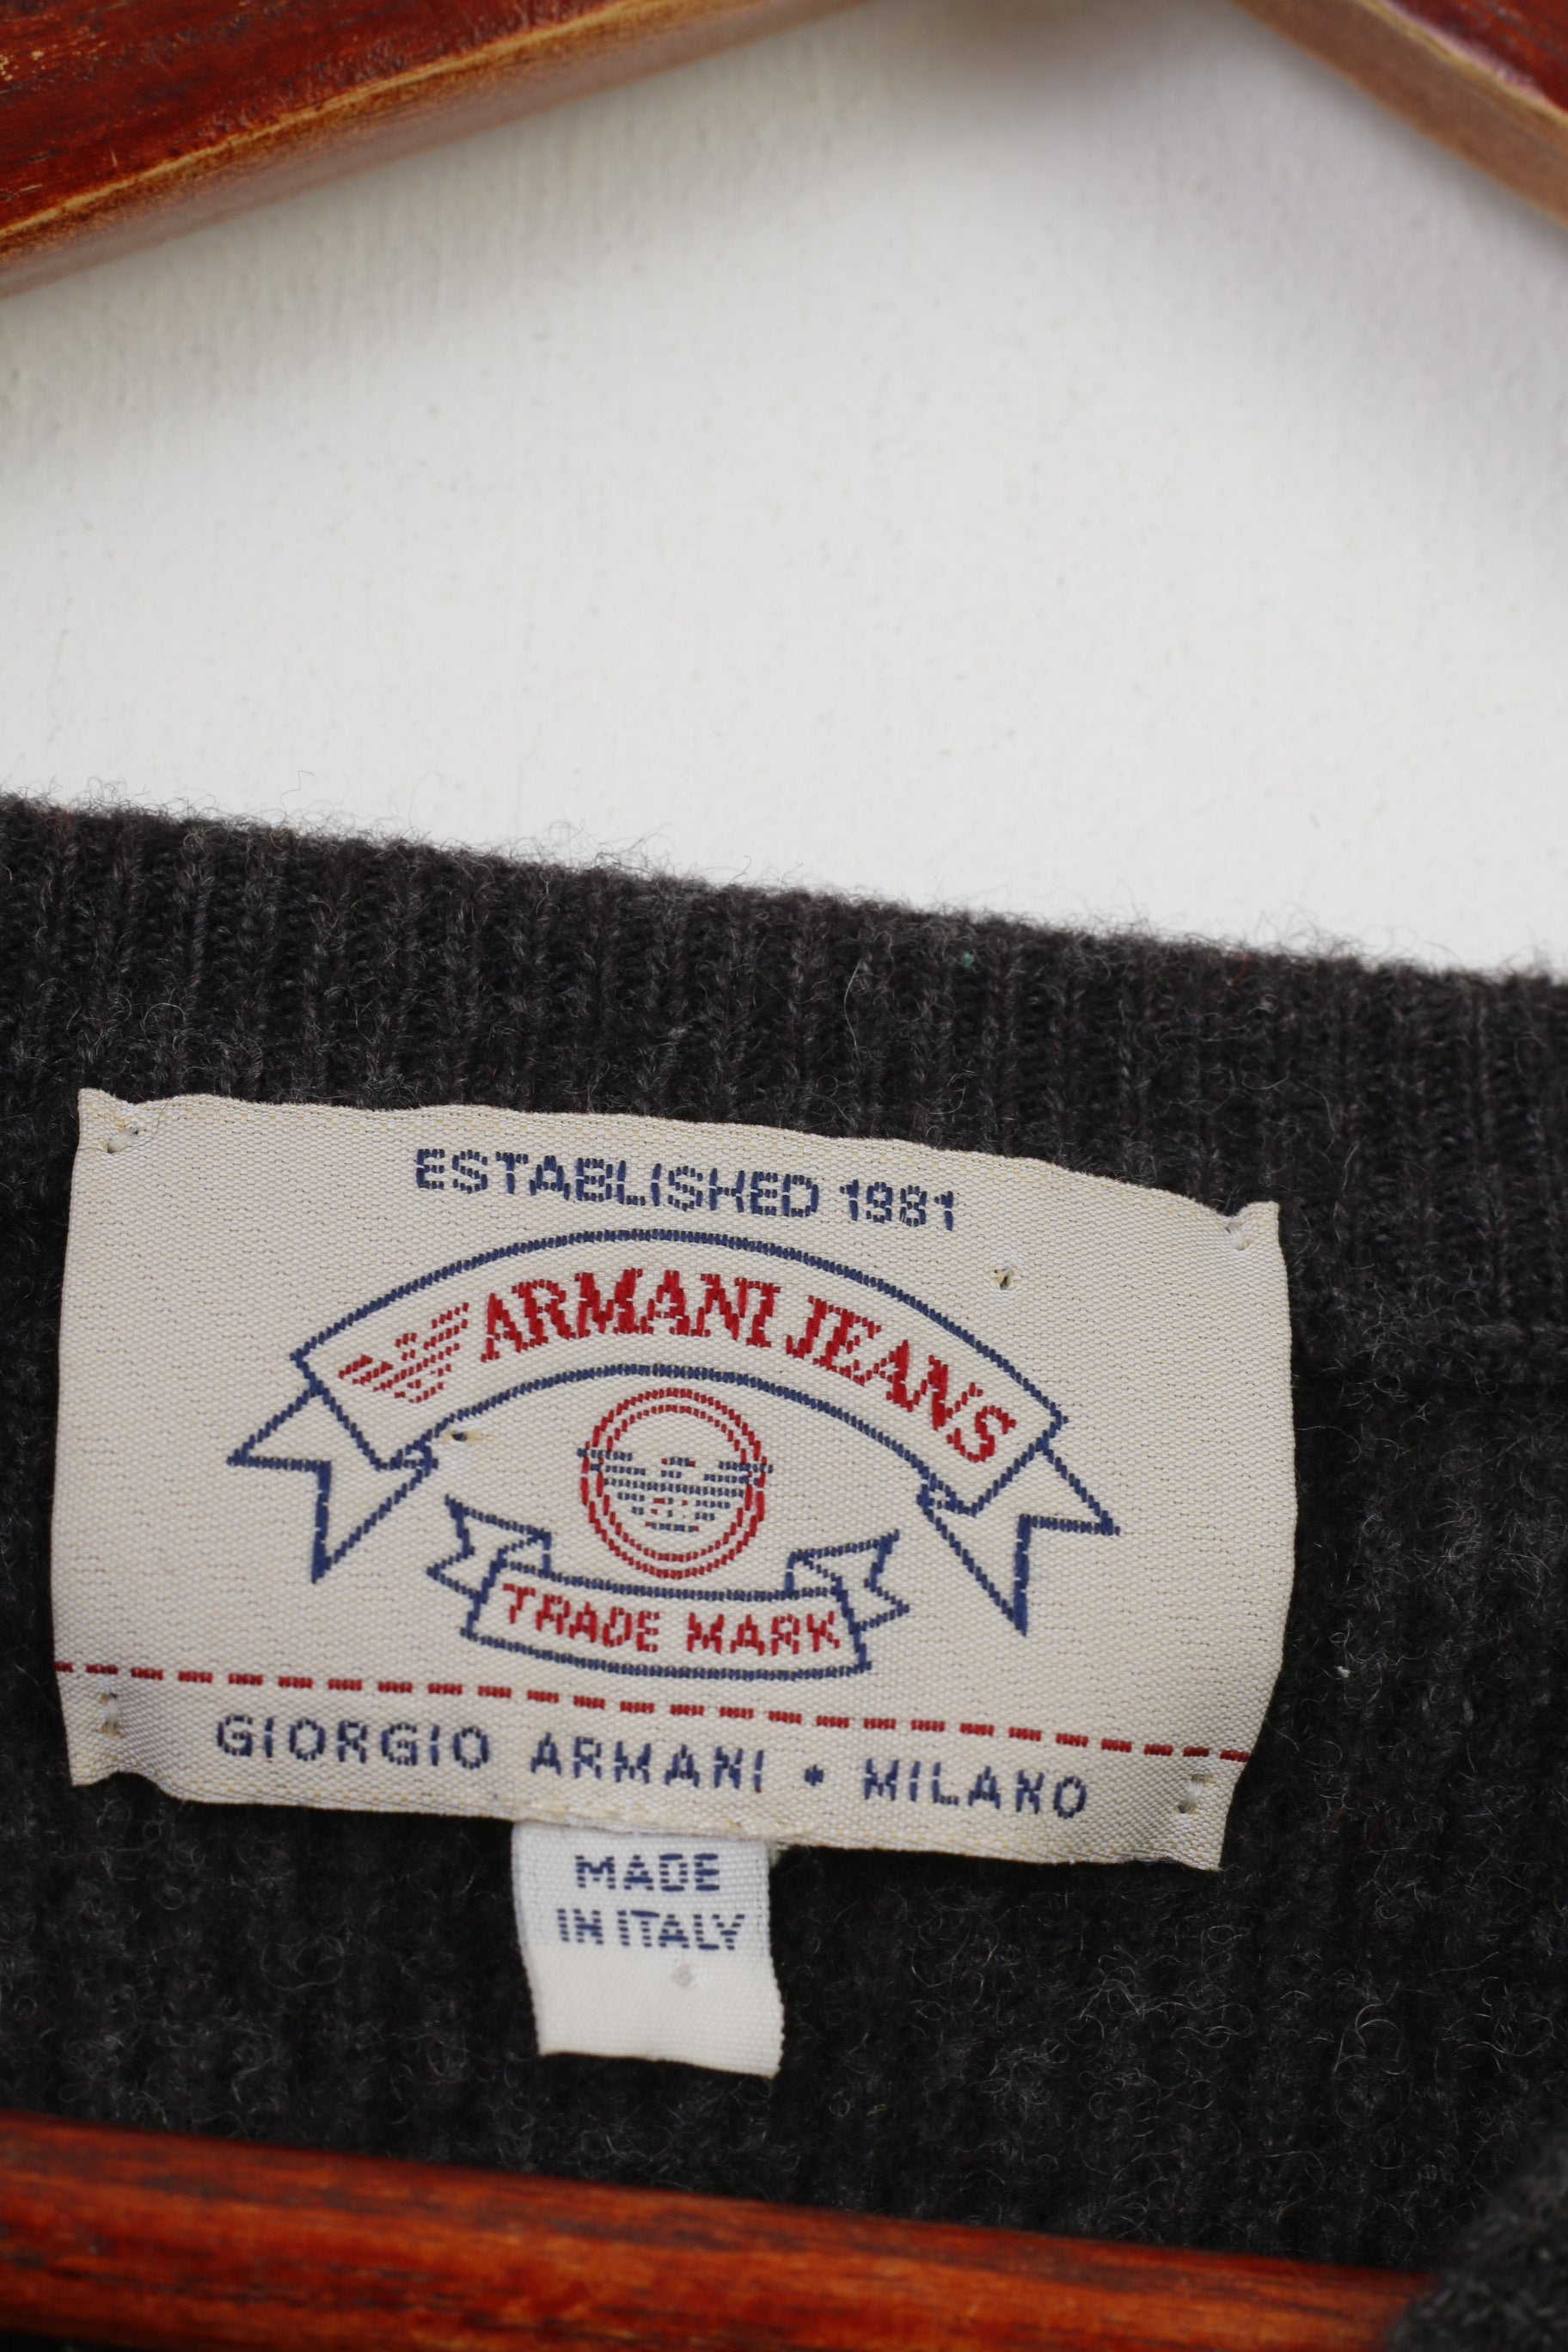 ESTABLISHED 1981
ARMANI JEANS
TRADE MARK
GIORGIO ARMANI • MILANO
MADE
IN ITALY